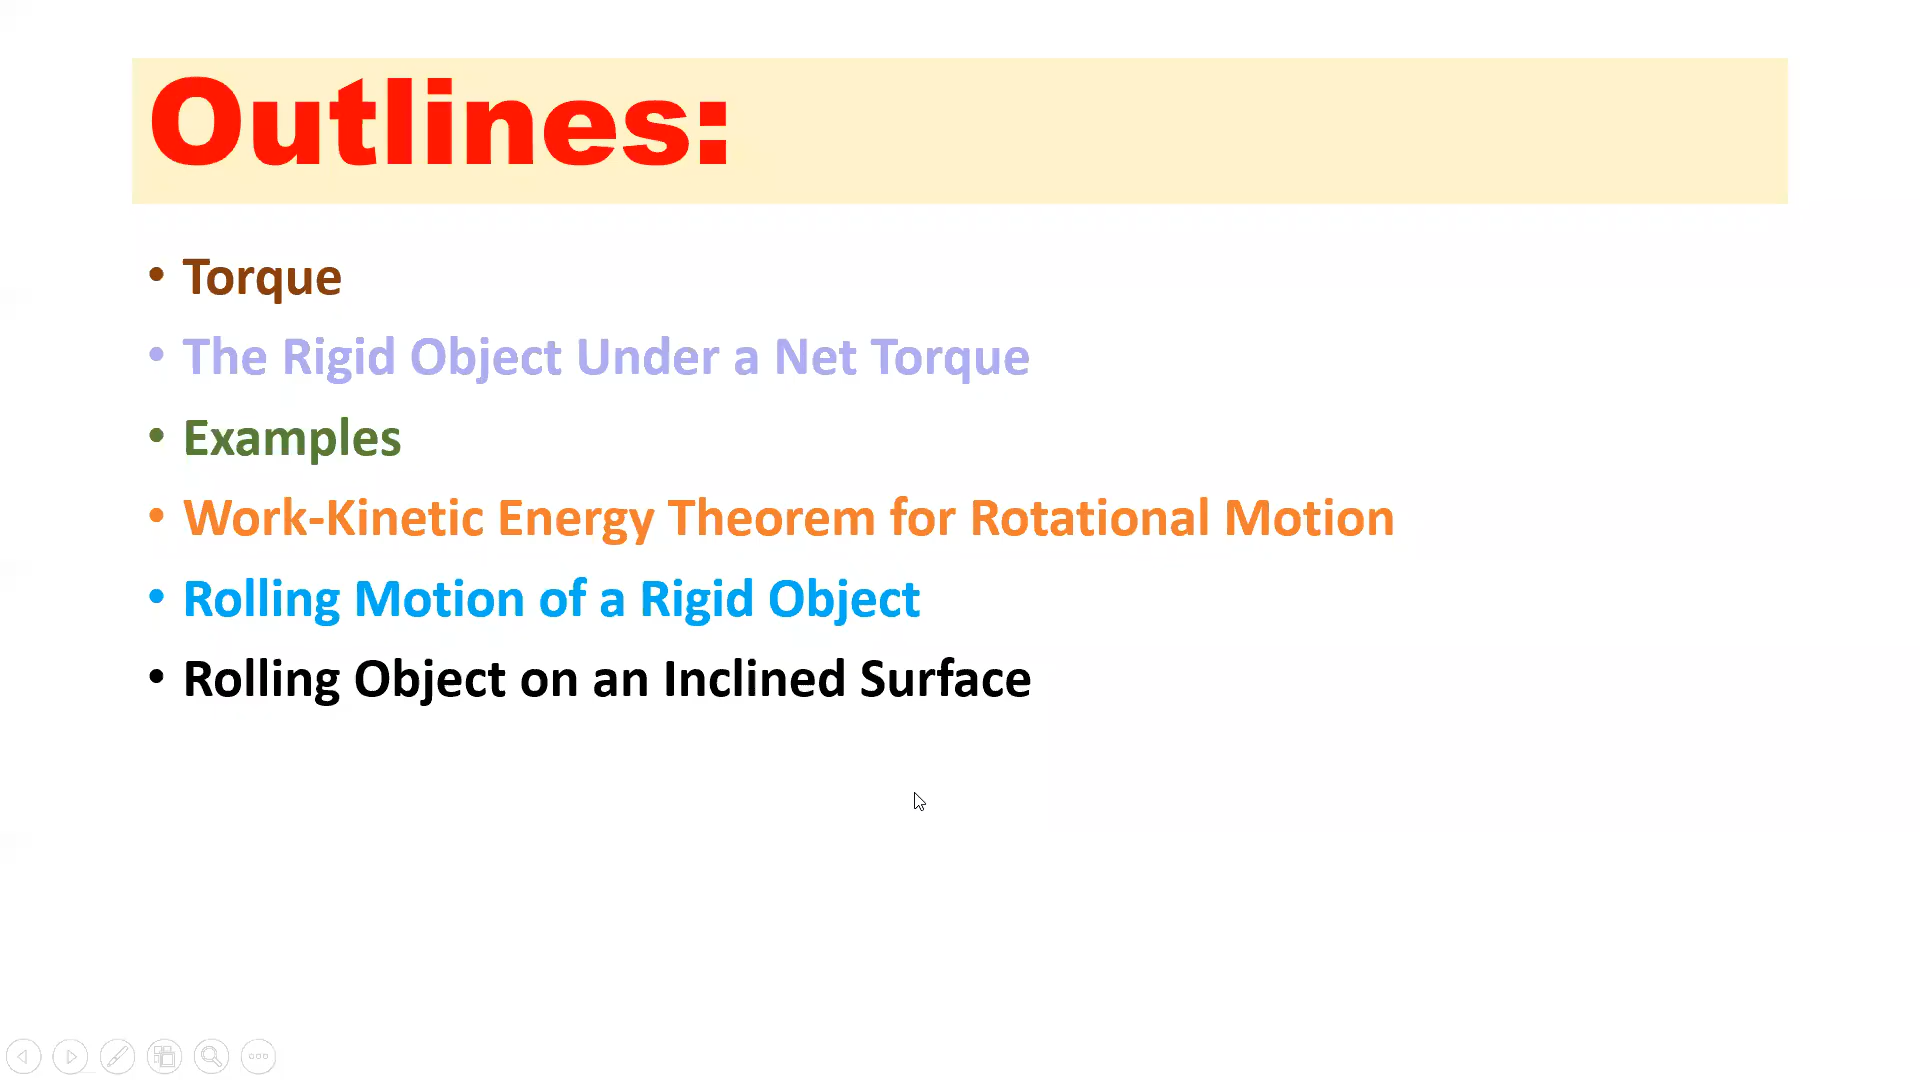 Outlines:
• Torque
• The Rigid Object Under a Net Torque
• Examples
• Work-Kinetic Energy Theorem for Rotational Motion
• Rolling Motion of a Rigid Object
• Rolling Object on an Inclined Surface